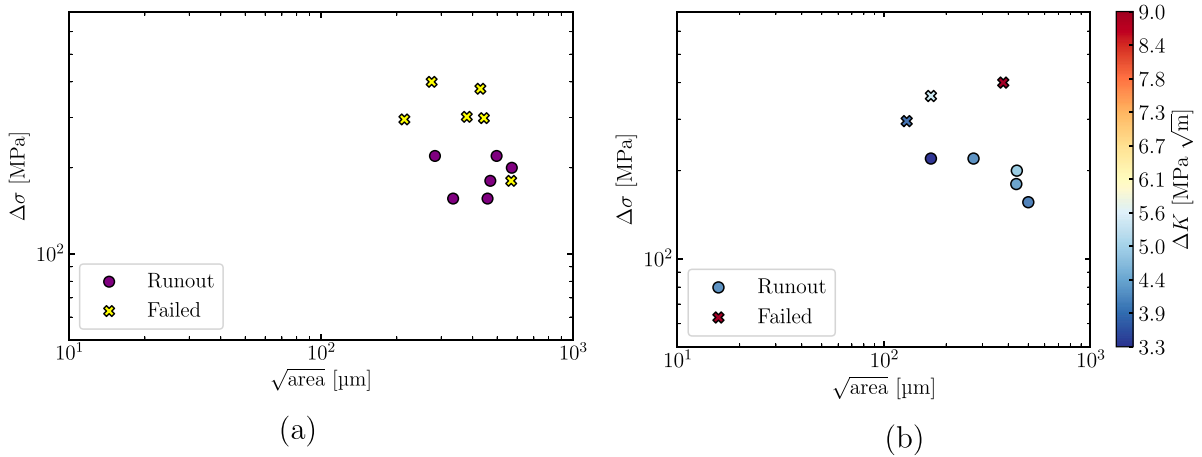 Δσ [MPa]
10²
10¹
10²
10³
√area [µm]
Runout
Failed
(a)
Δσ [MPa]
10²
10¹
10²
10³
√area [µm]
Runout
Failed
(b)
9.0
8.4
7.8
7.3
6.7
6.1
5.6
5.0
4.4
3.9
3.3
ΔK [MPa √m]